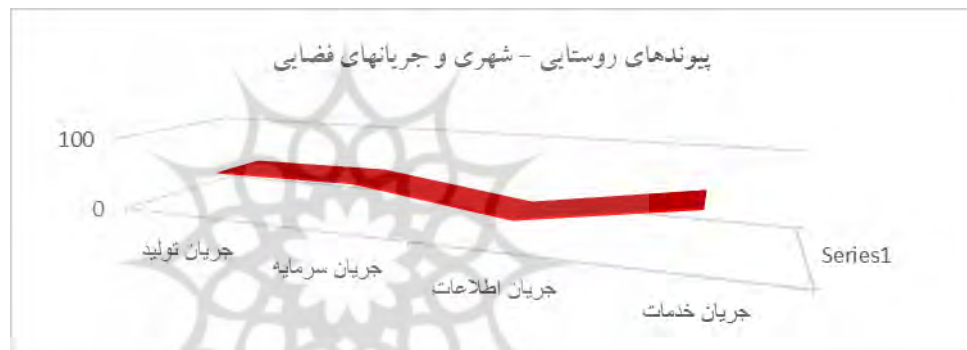 پیوندهای روستایی - شهری و جریانهای فضایی
100
0
جریان تولید
جریان سرمایه
جریان اطلاعات
جریان خدمات
Series1